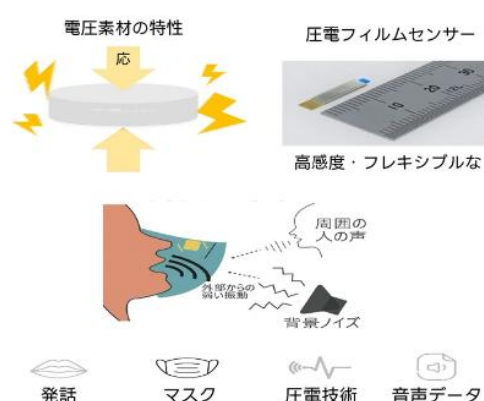 電圧素材の特性
圧電フィルムセンサー
応
10
20
30
高感度・フレキシブルな
周囲の
人の声
外部からの
弱い振動
背景ノイズ
発話
マスク
圧電技術
音声データ